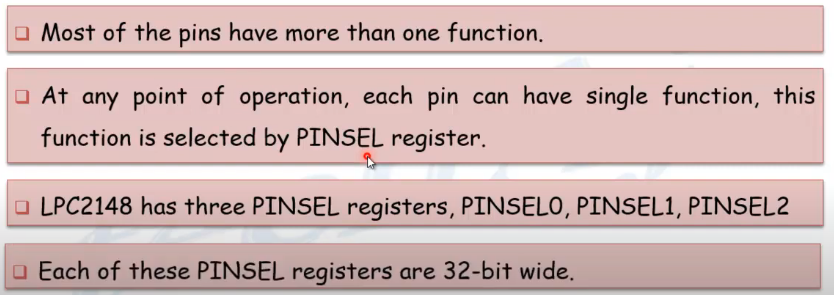 Most of the pins have more than one function.
At any point of operation, each pin can have single function, this
function is selected by PINSEL register.
LPC2148 has three PINSEL registers, PINSEL0, PINSEL1, PINSEL2
Each of these PINSEL registers are 32-bit wide.